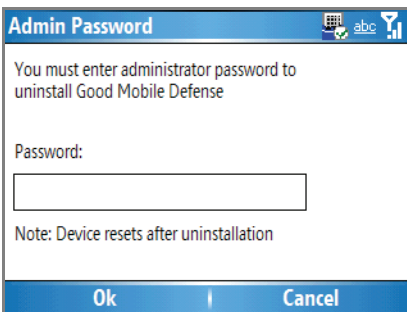 Admin Password
abc
You must enter administrator password to
uninstall Good Mobile Defense
Password:
Note: Device resets after uninstallation
Ok
Cancel